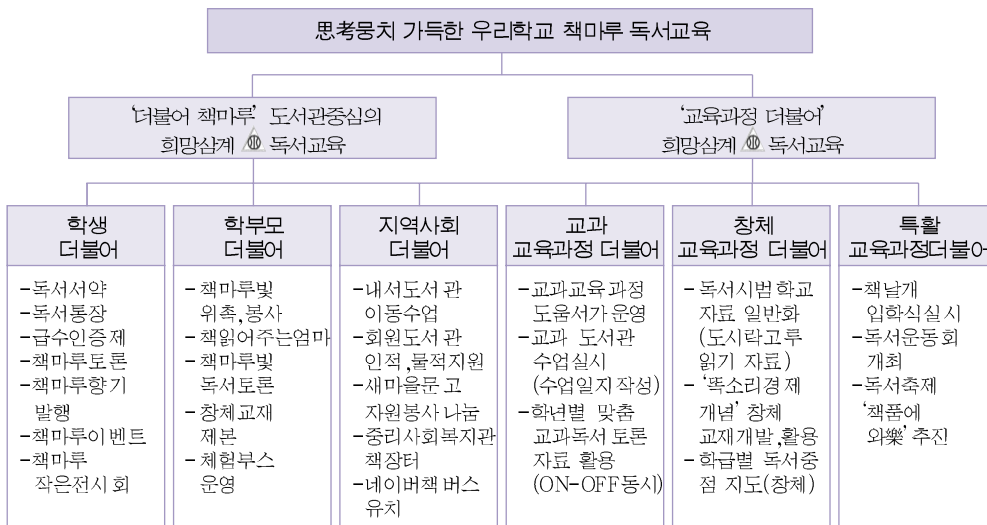 思考뭉치 가득한 우리학교 책마루 독서교육
'더불어 책마루' 도서관중심의
희망삼계 독서교육
'교육과정 더불어'
희망삼계 독서교육
학생
더불어
-독서서약
-독서통장
-급수인증제
-책마루토론
-책마루향기
발행
-책마루이벤트
-책마루
작은전시회
학부모
더불어
-책마루빛
위촉,봉사
-책읽어주는엄마
-책마루빛
독서토론
-창체교재
제본
-체험부스
운영
지역사회
더불어
-내서도서관
이동수업
-회원도서관
인적,물적지원
-새마을문고
자원봉사 나눔
-중리사회복지관
책장터
-네이버책버스
유치
교과
교육과정 더불어
-교과교육과정
도움서가 운영
-교과 도서관
수업실시
(수업일지작성)
-학년별 맞춤
교과독서 토론
자료 활용
(ON-OFF동시)
창체
교육과정 더불어
-독서시범학교
자료 일반화
(도시락고루
읽기 자료)
-'똑소리경제
개념' 창체
교재개발,활용
-학급별 독서중
점 지도(창체)
특활
교육과정더불어
-책날개
입학식실시
-독서운동회
개최
-독서축제
'책품에
와樂' 추진